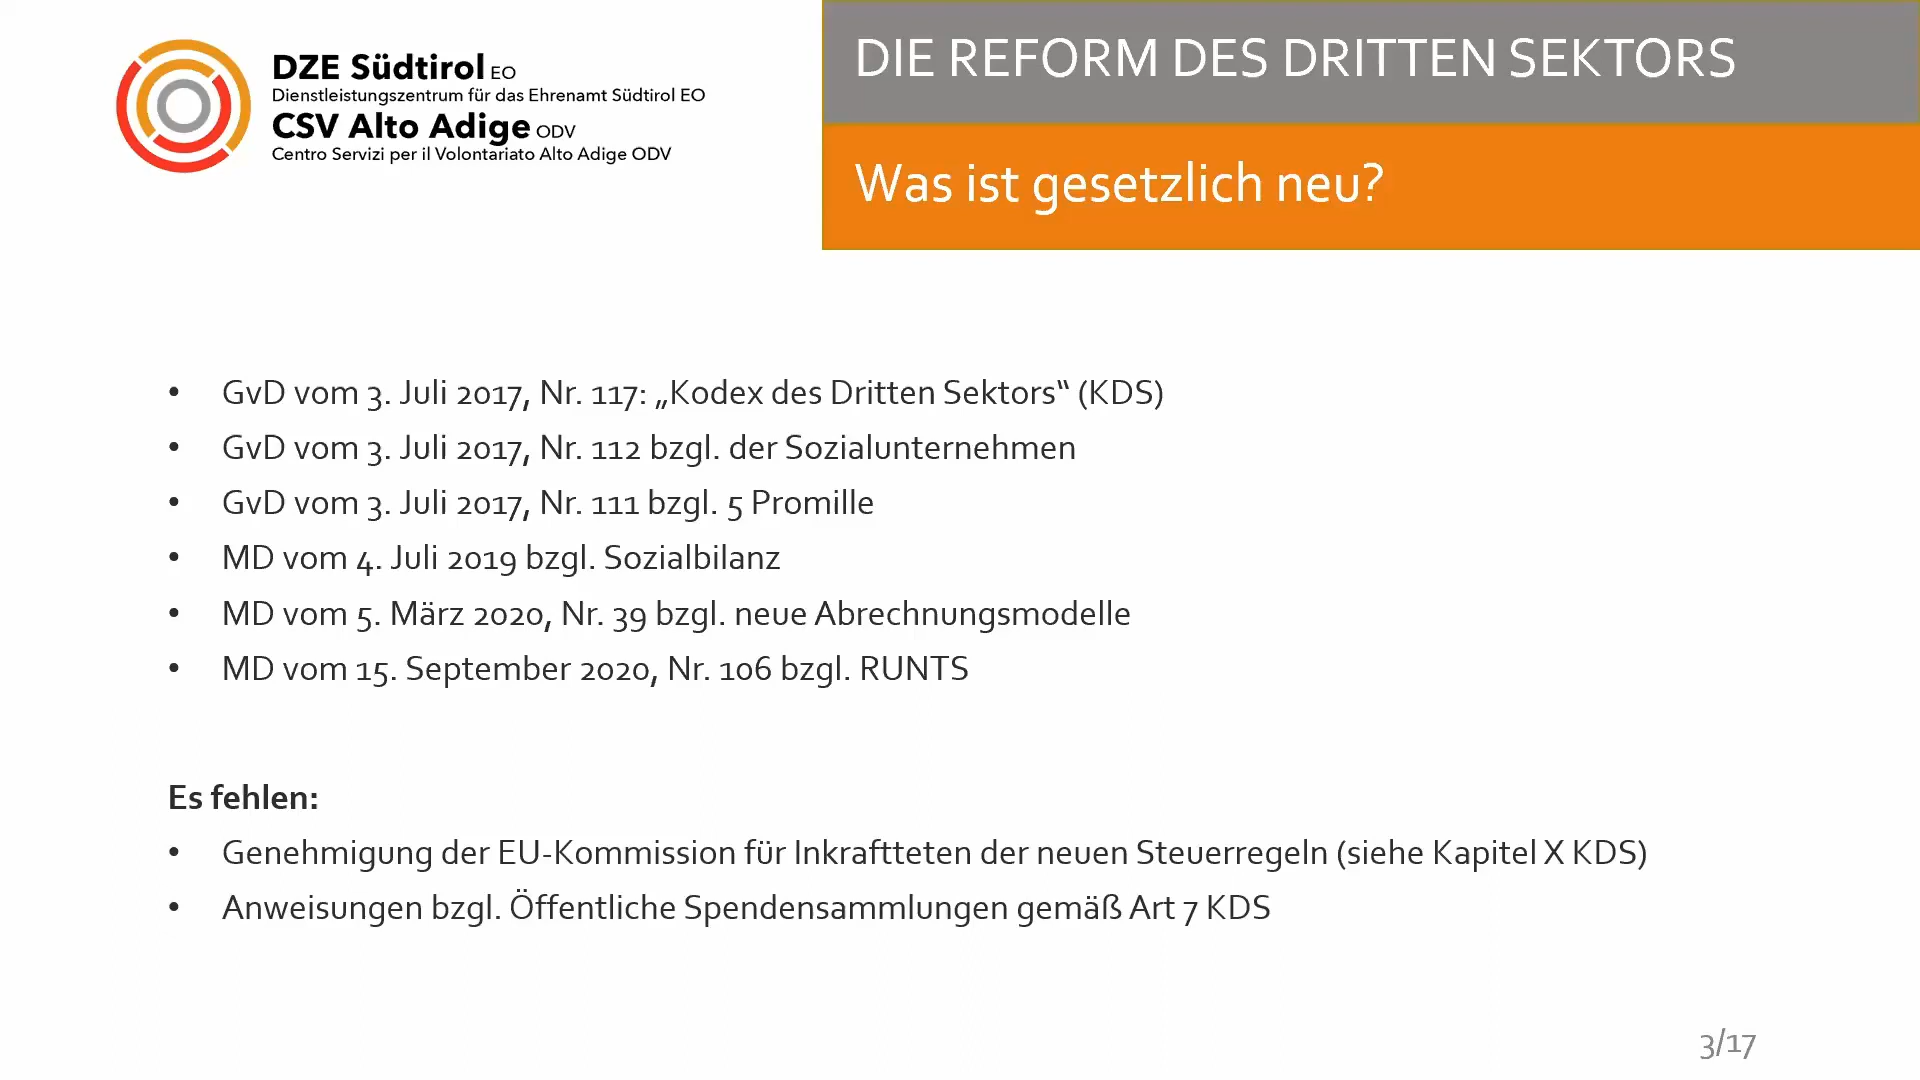 DZE Südtirol EO
Dienstleistungszentrum für das Ehrenamt Südtirol EO
CSV Alto Adige ODV
Centro Servizi per il Volontariato Alto Adige ODV
DIE REFORM DES DRITTEN SEKTORS
Was ist gesetzlich neu?
• GvD vom 3. Juli 2017, Nr. 117: „Kodex des Dritten Sektors“ (KDS)
• GvD vom 3. Juli 2017, Nr. 112 bzgl. der Sozialunternehmen
• GvD vom 3. Juli 2017, Nr. 111 bzgl. 5 Promille
• MD vom 4. Juli 2019 bzgl. Sozialbilanz
• MD vom 5. März 2020, Nr. 39 bzgl. neue Abrechnungsmodelle
• MD vom 15. September 2020, Nr. 106 bzgl. RUNTS
Es fehlen:
• Genehmigung der EU-Kommission für Inkraftteten der neuen Steuerregeln (siehe Kapitel X KDS)
• Anweisungen bzgl. Öffentliche Spendensammlungen gemäß Art 7 KDS
3/17